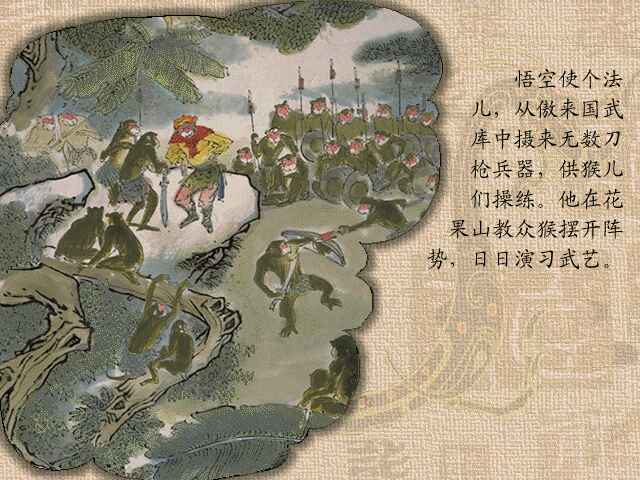 悟空使个法
儿，从傲来国武
库中摄来无数刀
枪兵器，供猴儿
们操练。他在花
果山教众猴摆开阵
势，日日演习武艺。